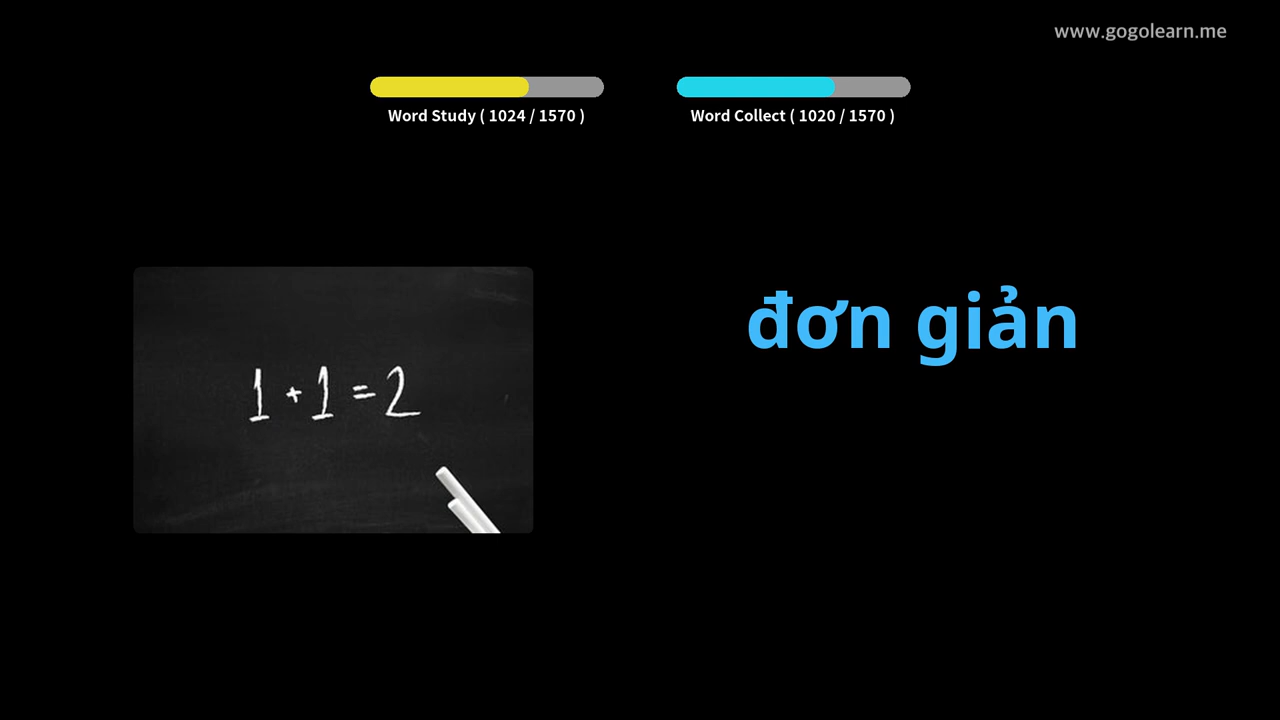 www.gogolearn.me
Word Study ( 1024 / 1570 )
Word Collect ( 1020 / 1570 )
đơn giản
1 + 1 = 2